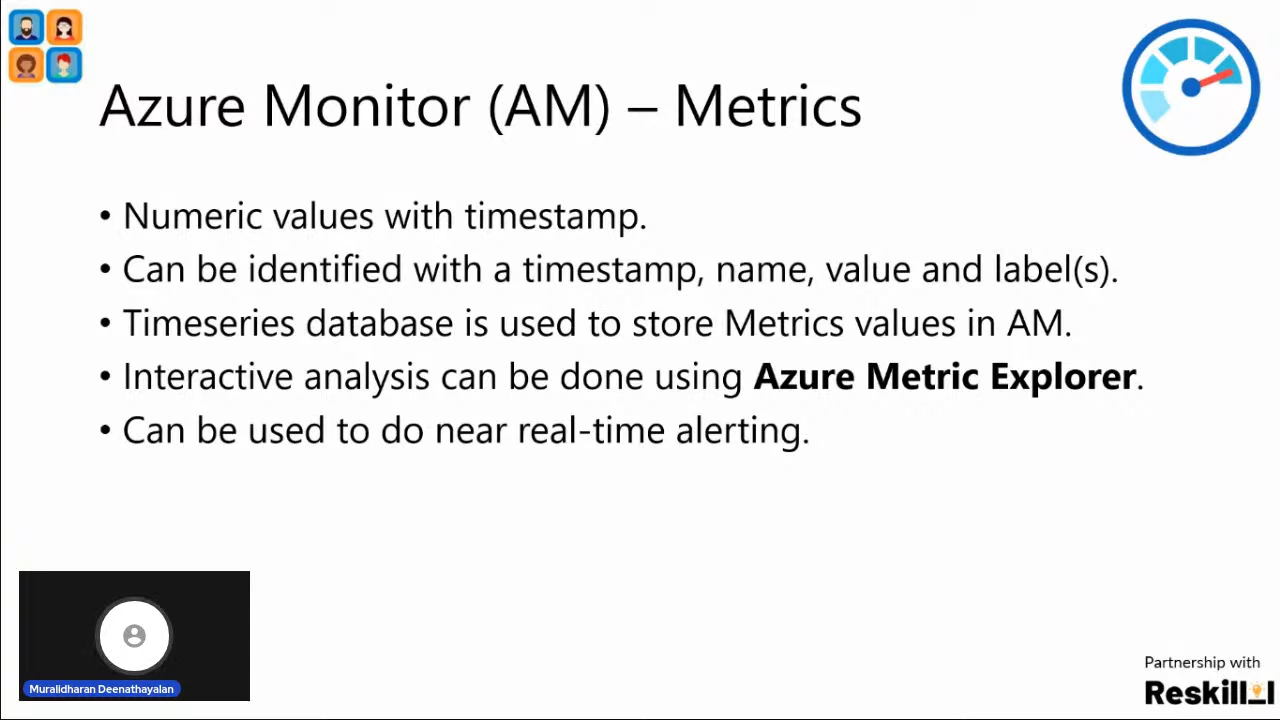 Azure Monitor (AM) – Metrics
• Numeric values with timestamp.
• Can be identified with a timestamp, name, value and label(s).
• Timeseries database is used to store Metrics values in AM.
• Interactive analysis can be done using Azure Metric Explorer.
• Can be used to do near real-time alerting.
Muralidharan Deenathayalan
Partnership with
Reskilll